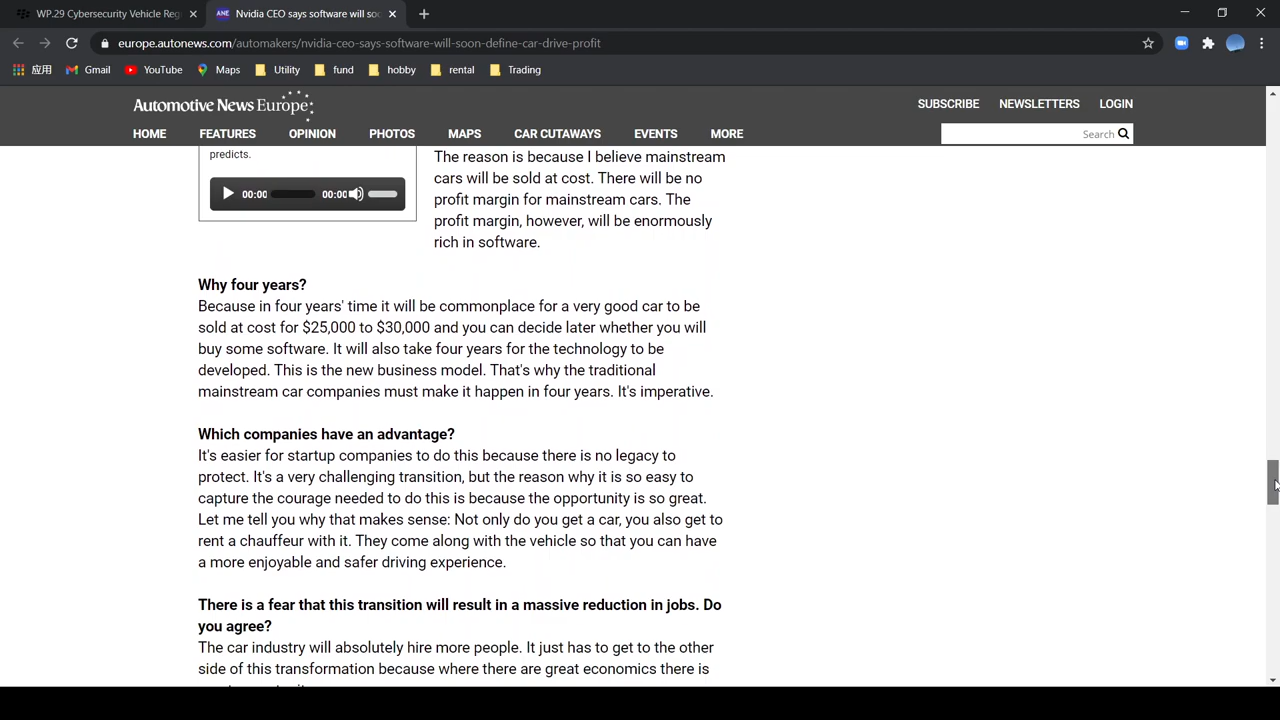 WP.29 Cybersecurity Vehicle Reg
Nvidia CEO says software will soo
europe.autonews.com/automakers/nvidia-ceo-says-software-will-soon-define-car-drive-profit
应用 Gmail YouTube Maps Utility fund hobby rental Trading
Automotive News Europe
SUBSCRIBE NEWSLETTERS LOGIN
HOME FEATURES OPINION PHOTOS MAPS CAR CUTAWAYS EVENTS MORE
Search
predicts.
00:00 00:00
The reason is because I believe mainstream
cars will be sold at cost. There will be no
profit margin for mainstream cars. The
profit margin, however, will be enormously
rich in software.
Why four years?
Because in four years' time it will be commonplace for a very good car to be
sold at cost for $25,000 to $30,000 and you can decide later whether you will
buy some software. It will also take four years for the technology to be
developed. This is the new business model. That's why the traditional
mainstream car companies must make it happen in four years. It's imperative.
Which companies have an advantage?
It's easier for startup companies to do this because there is no legacy to
protect. It's a very challenging transition, but the reason why it is so easy to
capture the courage needed to do this is because the opportunity is so great.
Let me tell you why that makes sense: Not only do you get a car, you also get to
rent a chauffeur with it. They come along with the vehicle so that you can have
a more enjoyable and safer driving experience.
There is a fear that this transition will result in a massive reduction in jobs. Do
you agree?
The car industry will absolutely hire more people. It just has to get to the other
side of this transformation because where there are great economics there is